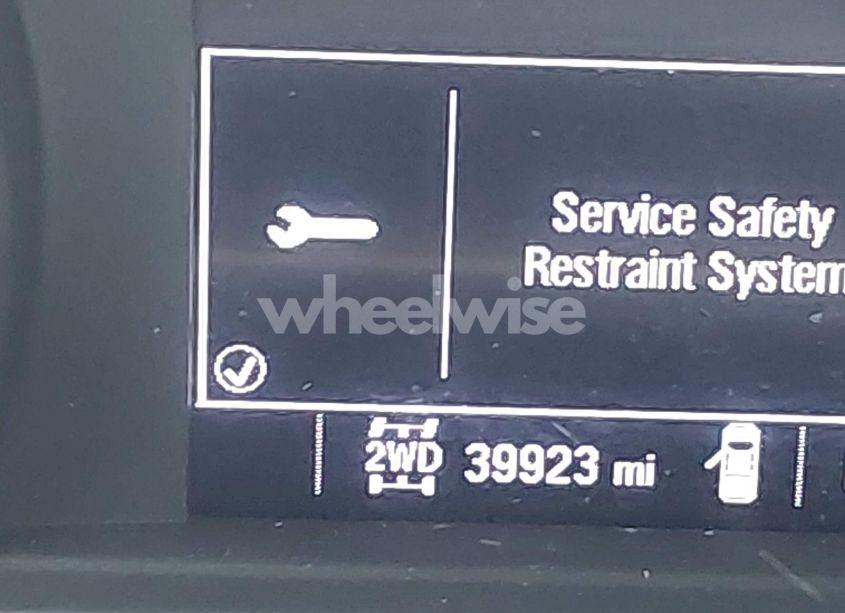 Service Safety
Restraint System
wheelwise
2WD 39923 mi